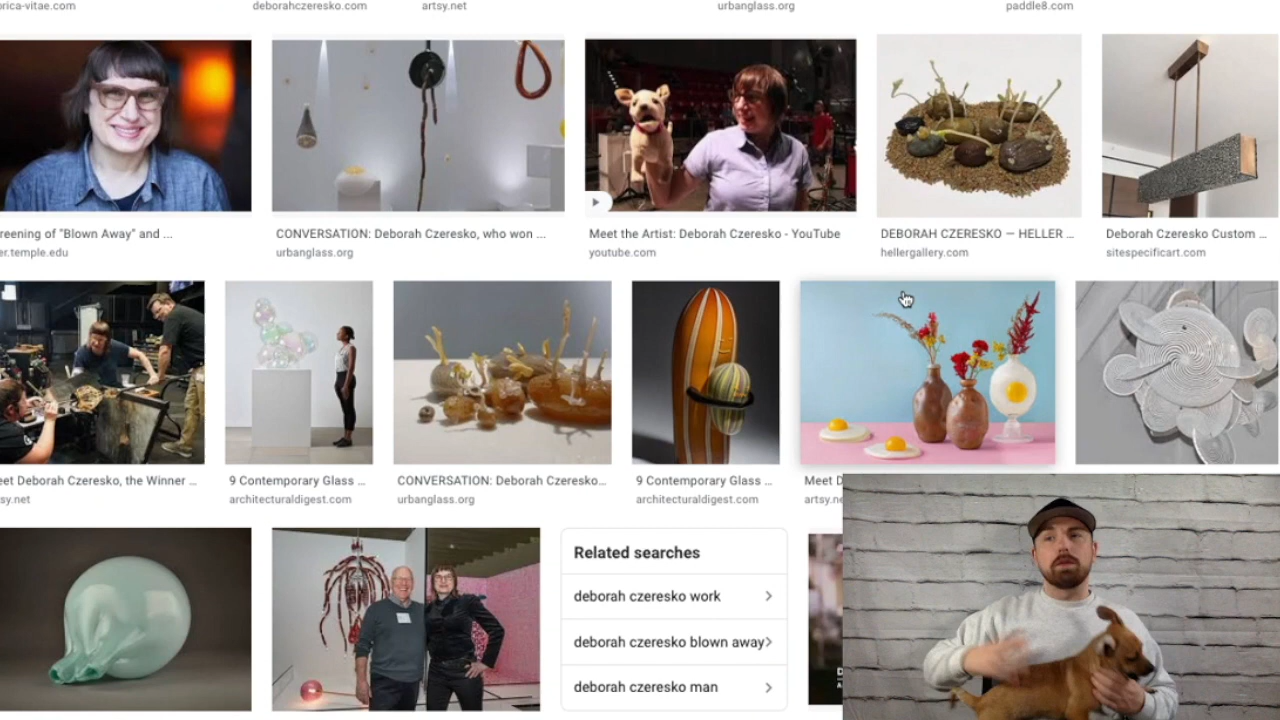 orica-vitae.com
deborahczeresko.com
artsy.net
urbanglass.org
paddle8.com
reening of "Blown Away" and ...
er.temple.edu
CONVERSATION: Deborah Czeresko, who won ...
urbanglass.org
Meet the Artist: Deborah Czeresko - YouTube
youtube.com
DEBORAH CZERESKO — HELLER ...
hellergallery.com
Deborah Czeresko Custom ...
sitespecificart.com
eet Deborah Czeresko, the Winner ...
sy.net
9 Contemporary Glass ...
architecturaldigest.com
CONVERSATION: Deborah Czeresko...
urbanglass.org
9 Contemporary Glass ...
architecturaldigest.com
Meet D
artsy.ne
Related searches
deborah czeresko work
deborah czeresko blown away
deborah czeresko man